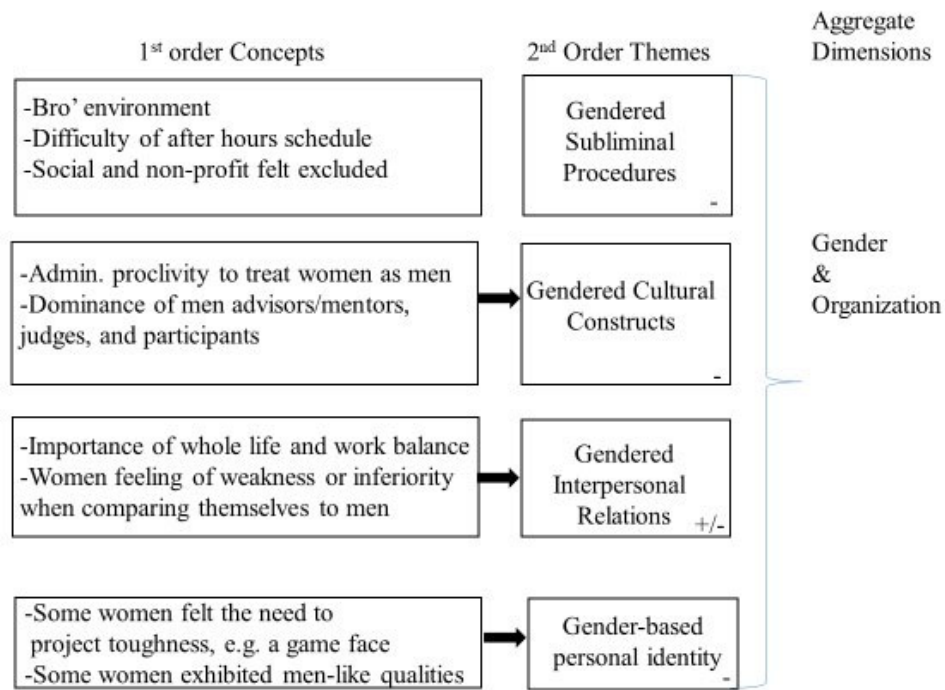 1st order Concepts
2nd Order Themes
Aggregate
Dimensions
-Bro' environment
-Difficulty of after hours schedule
-Social and non-profit felt excluded
Gendered
Subliminal
Procedures
-
-Admin. proclivity to treat women as men
-Dominance of men advisors/mentors,
judges, and participants
Gendered Cultural
Constructs
-
-Importance of whole life and work balance
-Women feeling of weakness or inferiority
when comparing themselves to men
Gendered
Interpersonal
Relations
+/-
-Some women felt the need to
project toughness, e.g. a game face
-Some women exhibited men-like qualities
Gender-based
personal identity
-
Gender
&
Organization